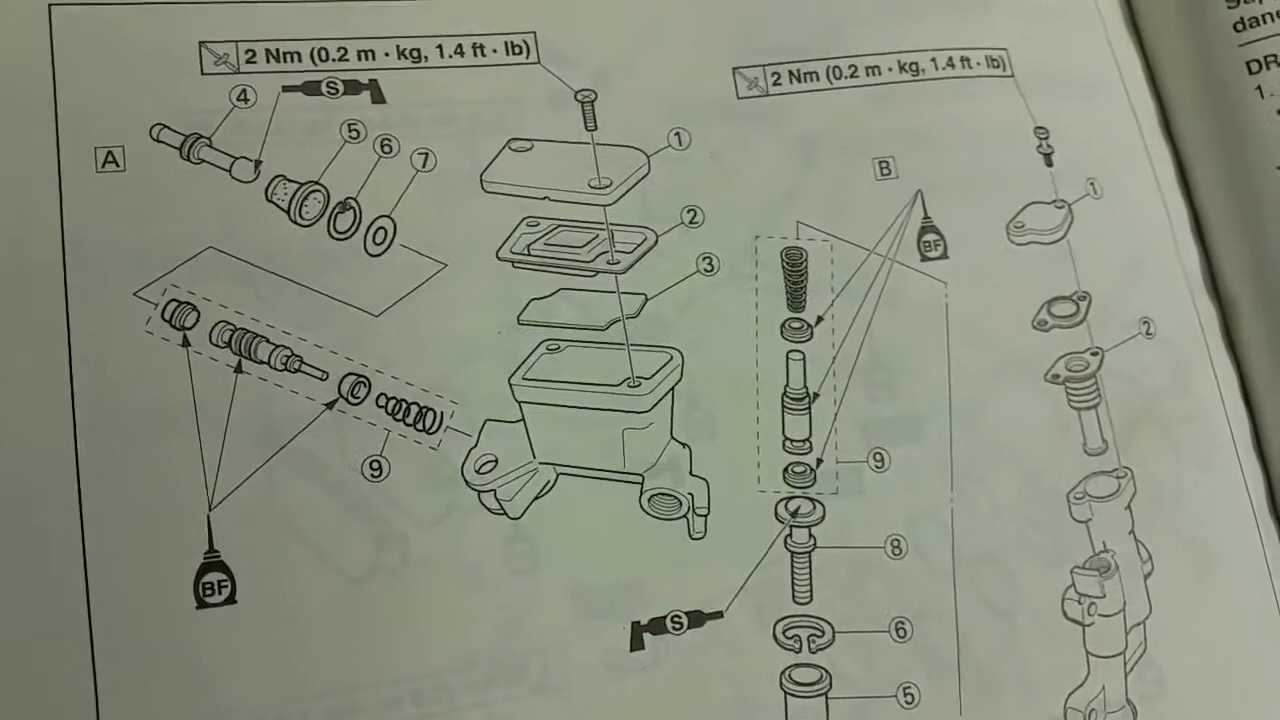 2 Nm (0.2 m · kg, 1.4 ft · lb)
S
4
5
6
7
A
1
2
3
9
BF
2 Nm (0.2 m · kg, 1.4 ft · lb)
B
BF
1
2
9
8
S
6
5
dan
DR
1.